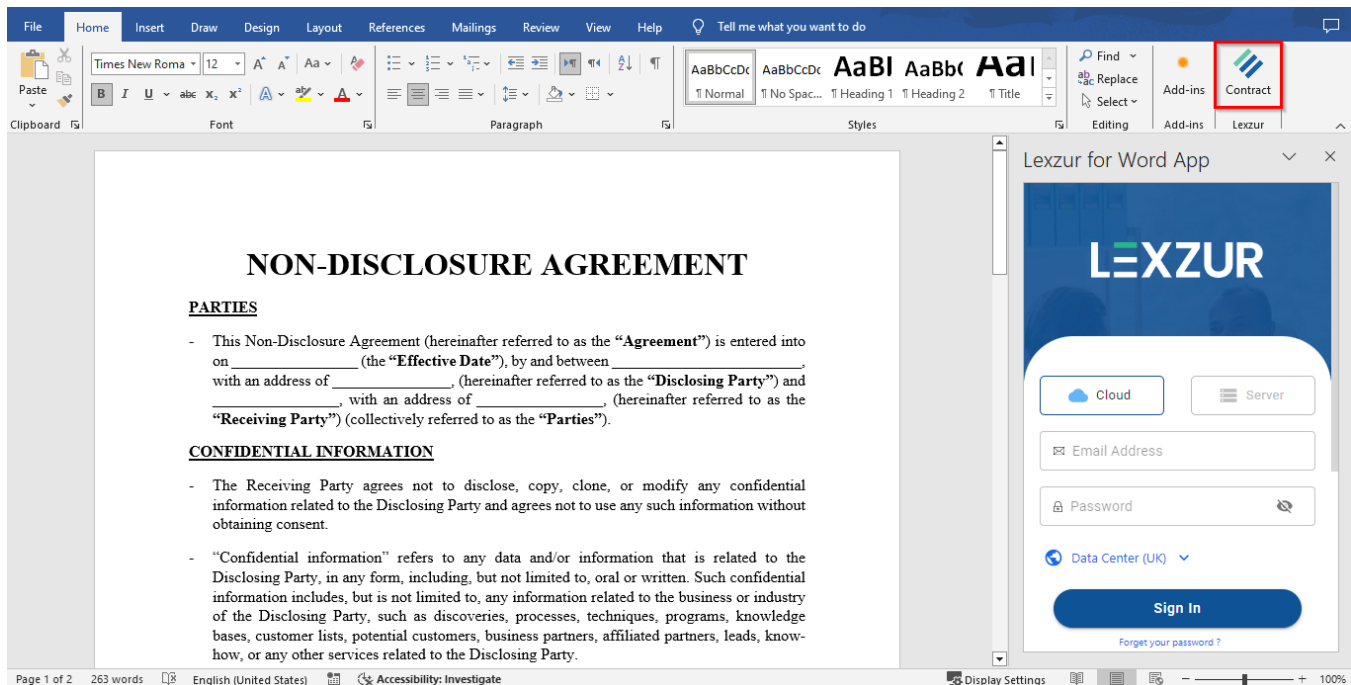 File Home Insert Draw Design Layout References Mailings Review View Help Tell me what you want to do
Paste
Times New Roma 12 A A Aa
B I U abc X₂ X² A ab A
AaBbCcDc AaBbCcDc AaBI AaBb( AaI
¶ Normal ¶ No Spac... ¶ Heading 1 ¶ Heading 2 ¶ Title
Find
Replace
Select
Add-ins
Contract
Clipboard Font Paragraph Styles Editing Add-ins Lexzur
Lexzur for Word App
NON-DISCLOSURE AGREEMENT
PARTIES
- This Non-Disclosure Agreement (hereinafter referred to as the “Agreement”) is entered into
on _________________ (the “Effective Date”), by and between _________________________,
with an address of ________________, (hereinafter referred to as the “Disclosing Party”) and
_________________, with an address of _________________, (hereinafter referred to as the
“Receiving Party”) (collectively referred to as the “Parties”).
CONFIDENTIAL INFORMATION
- The Receiving Party agrees not to disclose, copy, clone, or modify any confidential
information related to the Disclosing Party and agrees not to use any such information without
obtaining consent.
- “Confidential information” refers to any data and/or information that is related to the
Disclosing Party, in any form, including, but not limited to, oral or written. Such confidential
information includes, but is not limited to, any information related to the business or industry
of the Disclosing Party, such as discoveries, processes, techniques, programs, knowledge
bases, customer lists, potential customers, business partners, affiliated partners, leads, know-
how, or any other services related to the Disclosing Party.
LEXZUR
Cloud Server
Email Address
Password
Data Center (UK)
Sign In
Forget your password ?
Page 1 of 2 263 words English (United States) Accessibility: Investigate Display Settings 100%